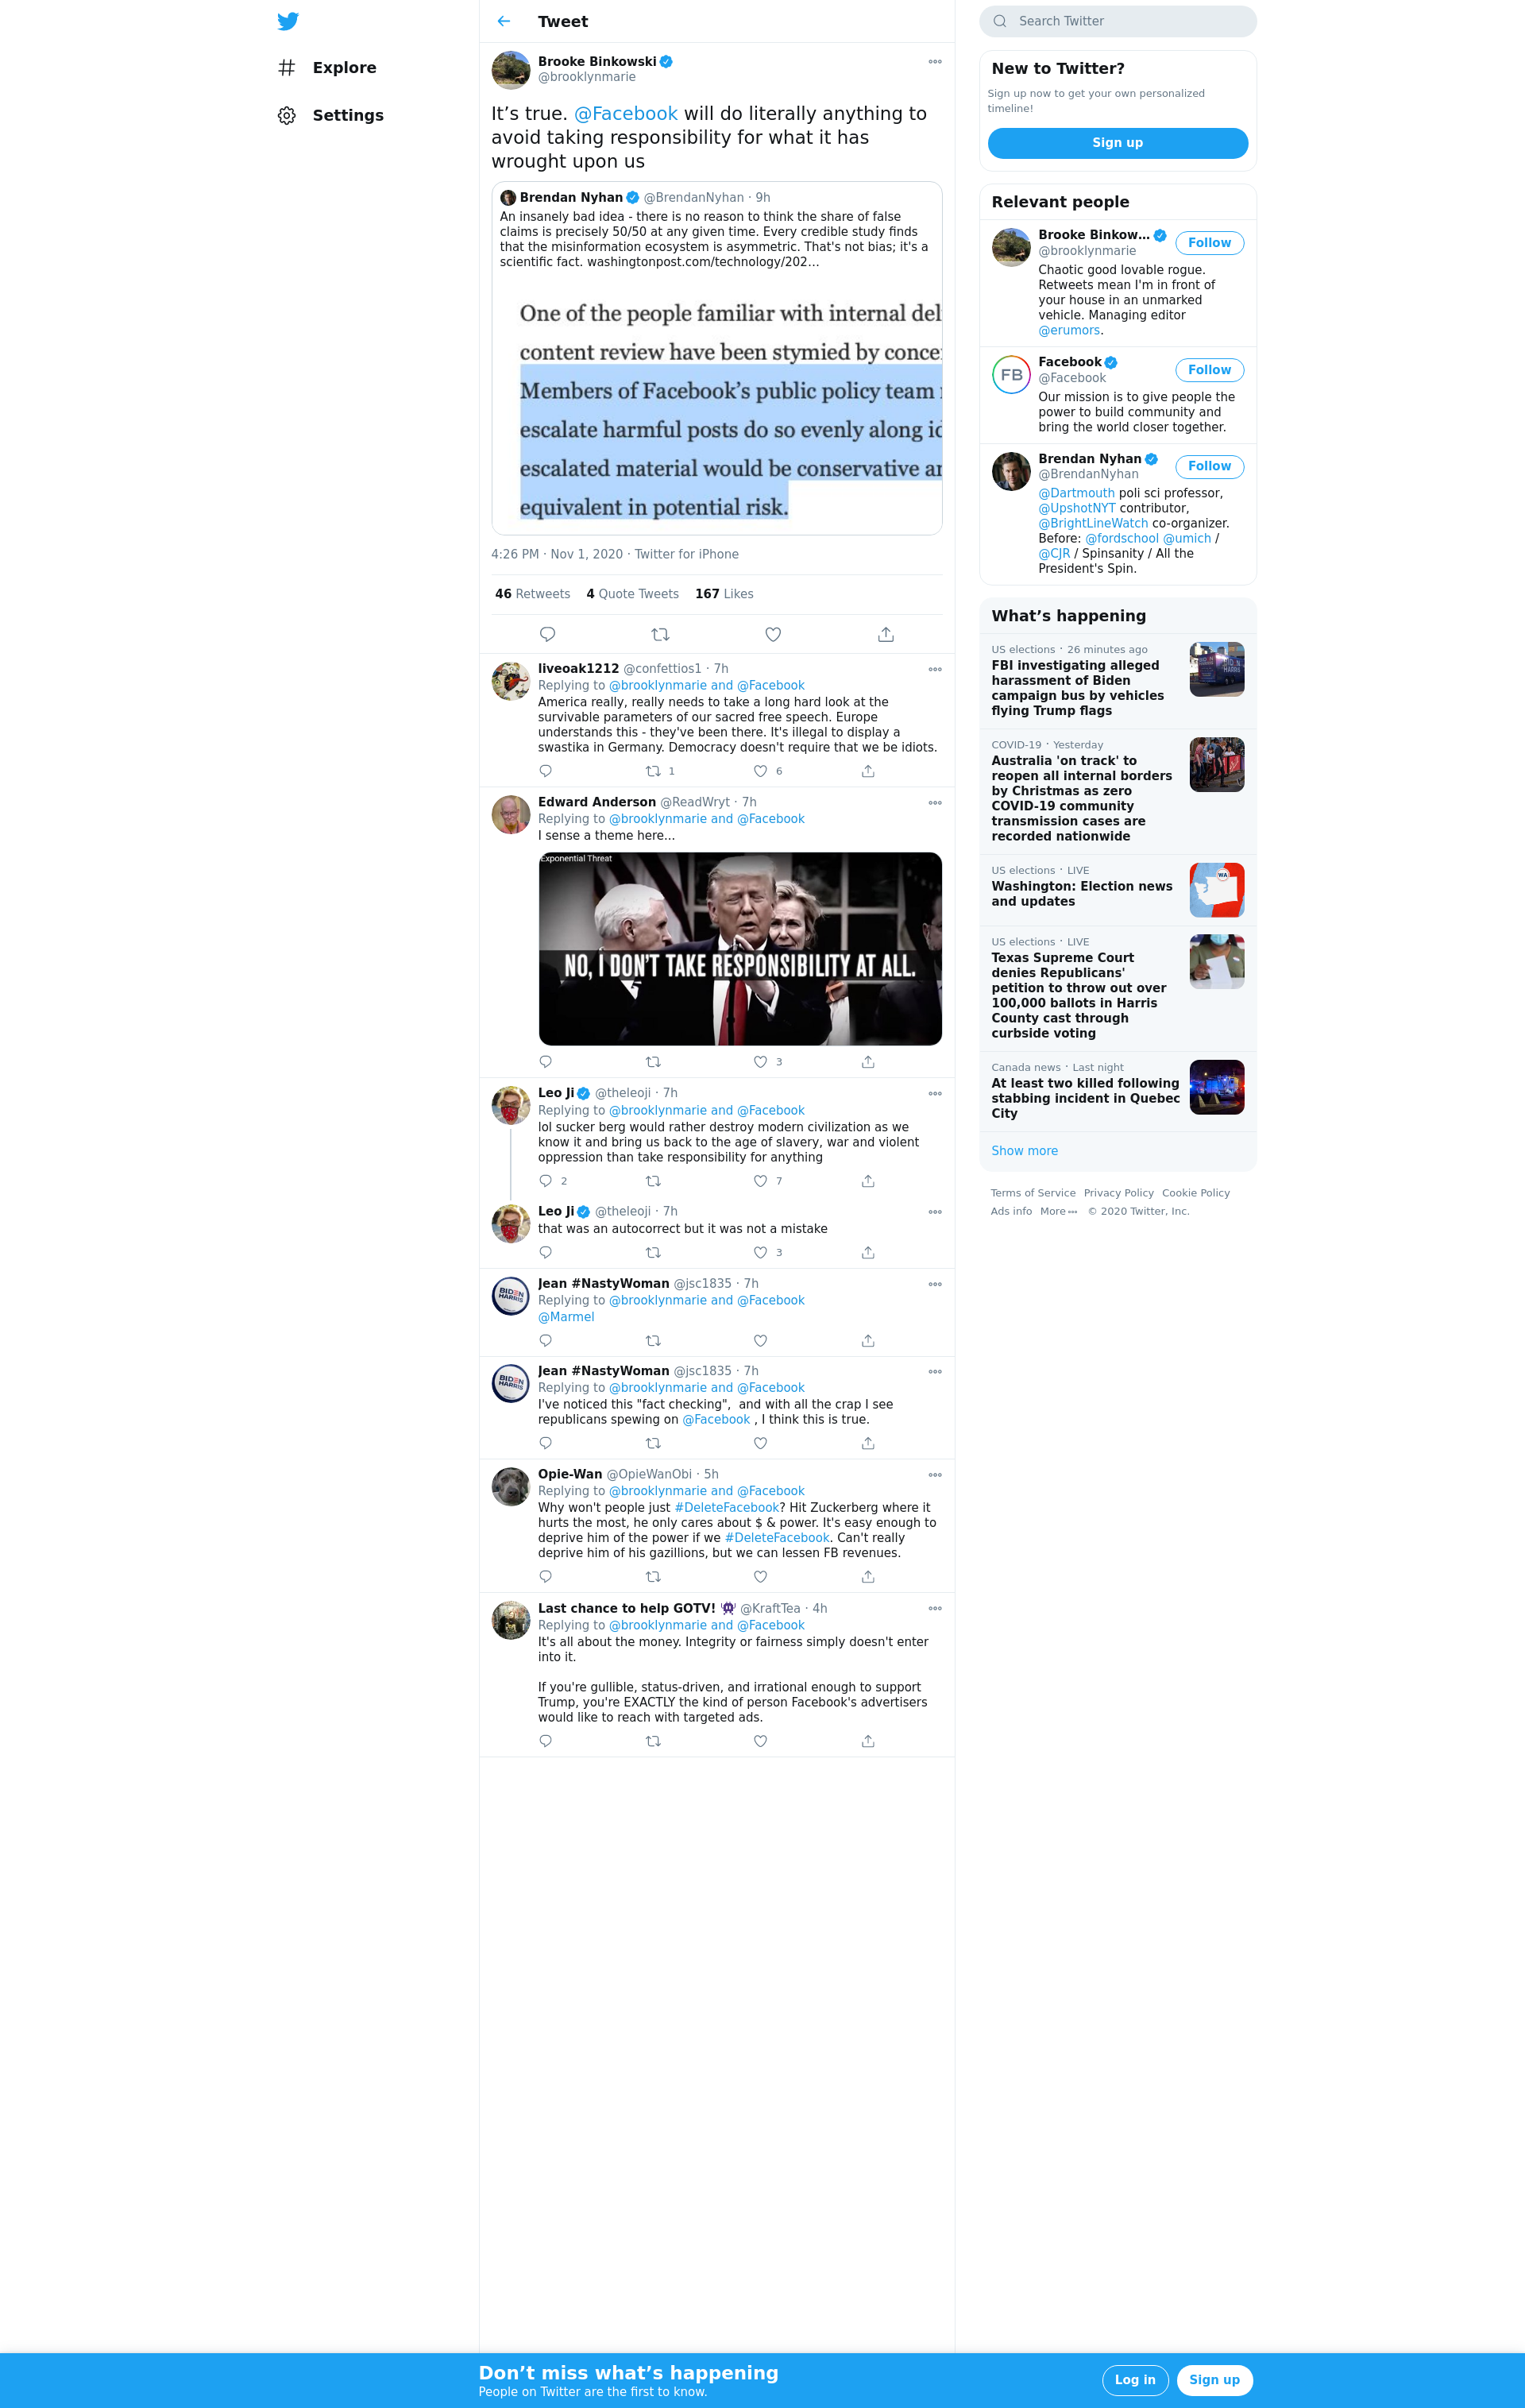 Tweet
Explore
Settings
Brooke Binkowski
@brooklynmarie
It’s true. @Facebook will do literally anything to
avoid taking responsibility for what it has
wrought upon us
Brendan Nyhan @BrendanNyhan · 9h
An insanely bad idea - there is no reason to think the share of false
claims is precisely 50/50 at any given time. Every credible study finds
that the misinformation ecosystem is asymmetric. That's not bias; it's a
scientific fact. washingtonpost.com/technology/202…
One of the people familiar with internal
content review have been stymied by
Members of Facebook’s public policy team
escalate harmful posts do so evenly along
escalated material would be conservative
equivalent in potential risk.
4:26 PM · Nov 1, 2020 · Twitter for iPhone
46 Retweets 4 Quote Tweets 167 Likes
liveoak1212 @confettios1 · 7h
Replying to @brooklynmarie and @Facebook
America really, really needs to take a long hard look at the
survivable parameters of our sacred free speech. Europe
understands this - they've been there. It's illegal to display a
swastika in Germany. Democracy doesn't require that we be idiots.
1 6
Edward Anderson @ReadWryt · 7h
Replying to @brooklynmarie and @Facebook
I sense a theme here...
Exponential Threat
NO, I DON'T TAKE RESPONSIBILITY AT ALL.
3
Leo Ji @theleoji · 7h
Replying to @brooklynmarie and @Facebook
lol sucker berg would rather destroy modern civilization as we
know it and bring us back to the age of slavery, war and violent
oppression than take responsibility for anything
2 7
Leo Ji @theleoji · 7h
that was an autocorrect but it was not a mistake
3
BIDEN
HARRIS
Jean #NastyWoman @jsc1835 · 7h
Replying to @brooklynmarie and @Facebook
@Marmel
BIDEN
HARRIS
Jean #NastyWoman @jsc1835 · 7h
Replying to @brooklynmarie and @Facebook
I've noticed this "fact checking", and with all the crap I see
republicans spewing on @Facebook , I think this is true.
Opie-Wan @OpieWanObi · 5h
Replying to @brooklynmarie and @Facebook
Why won't people just #DeleteFacebook? Hit Zuckerberg where it
hurts the most, he only cares about $ & power. It's easy enough to
deprive him of the power if we #DeleteFacebook. Can't really
deprive him of his gazillions, but we can lessen FB revenues.
Last chance to help GOTV! @KraftTea · 4h
Replying to @brooklynmarie and @Facebook
It's all about the money. Integrity or fairness simply doesn't enter
into it.
If you're gullible, status-driven, and irrational enough to support
Trump, you're EXACTLY the kind of person Facebook's advertisers
would like to reach with targeted ads.
Search Twitter
New to Twitter?
Sign up now to get your own personalized
timeline!
Sign up
Relevant people
Brooke Binkow…
@brooklynmarie
Follow
Chaotic good lovable rogue.
Retweets mean I'm in front of
your house in an unmarked
vehicle. Managing editor
@erumors.
FB
Facebook
@Facebook
Follow
Our mission is to give people the
power to build community and
bring the world closer together.
Brendan Nyhan
@BrendanNyhan
Follow
@Dartmouth poli sci professor,
@UpshotNYT contributor,
@BrightLineWatch co-organizer.
Before: @fordschool @umich /
@CJR / Spinsanity / All the
President's Spin.
What’s happening
US elections · 26 minutes ago
FBI investigating alleged
harassment of Biden
campaign bus by vehicles
flying Trump flags
COVID-19 · Yesterday
Australia 'on track' to
reopen all internal borders
by Christmas as zero
COVID-19 community
transmission cases are
recorded nationwide
US elections · LIVE
Washington: Election news
and updates
WA
US elections · LIVE
Texas Supreme Court
denies Republicans'
petition to throw out over
100,000 ballots in Harris
County cast through
curbside voting
Canada news · Last night
At least two killed following
stabbing incident in Quebec
City
Show more
Terms of Service Privacy Policy Cookie Policy
Ads info More © 2020 Twitter, Inc.
Don’t miss what’s happening
People on Twitter are the first to know.
Log in
Sign up